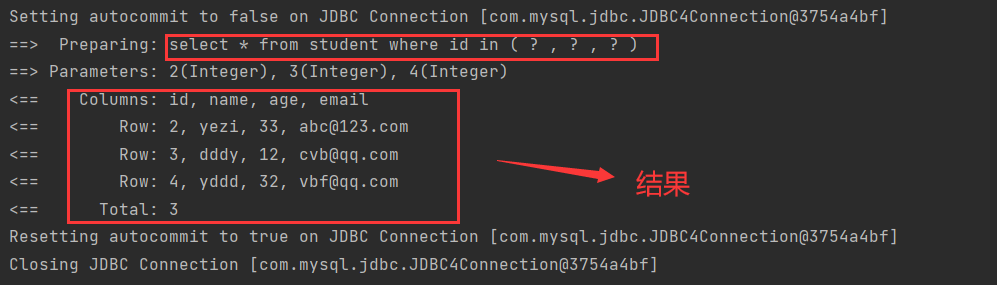 Setting autocommit to false on JDBC Connection [com.mysql.jdbc.JDBC4Connection@3754a4bf]
==>  Preparing: select * from student where id in ( ? , ? , ? )
==> Parameters: 2(Integer), 3(Integer), 4(Integer)
<==    Columns: id, name, age, email
<==        Row: 2, yezi, 33, abc@123.com
<==        Row: 3, dddy, 12, cvb@qq.com
<==        Row: 4, yddd, 32, vbf@qq.com
结果
<==      Total: 3
Resetting autocommit to true on JDBC Connection [com.mysql.jdbc.JDBC4Connection@3754a4bf]
Closing JDBC Connection [com.mysql.jdbc.JDBC4Connection@3754a4bf]